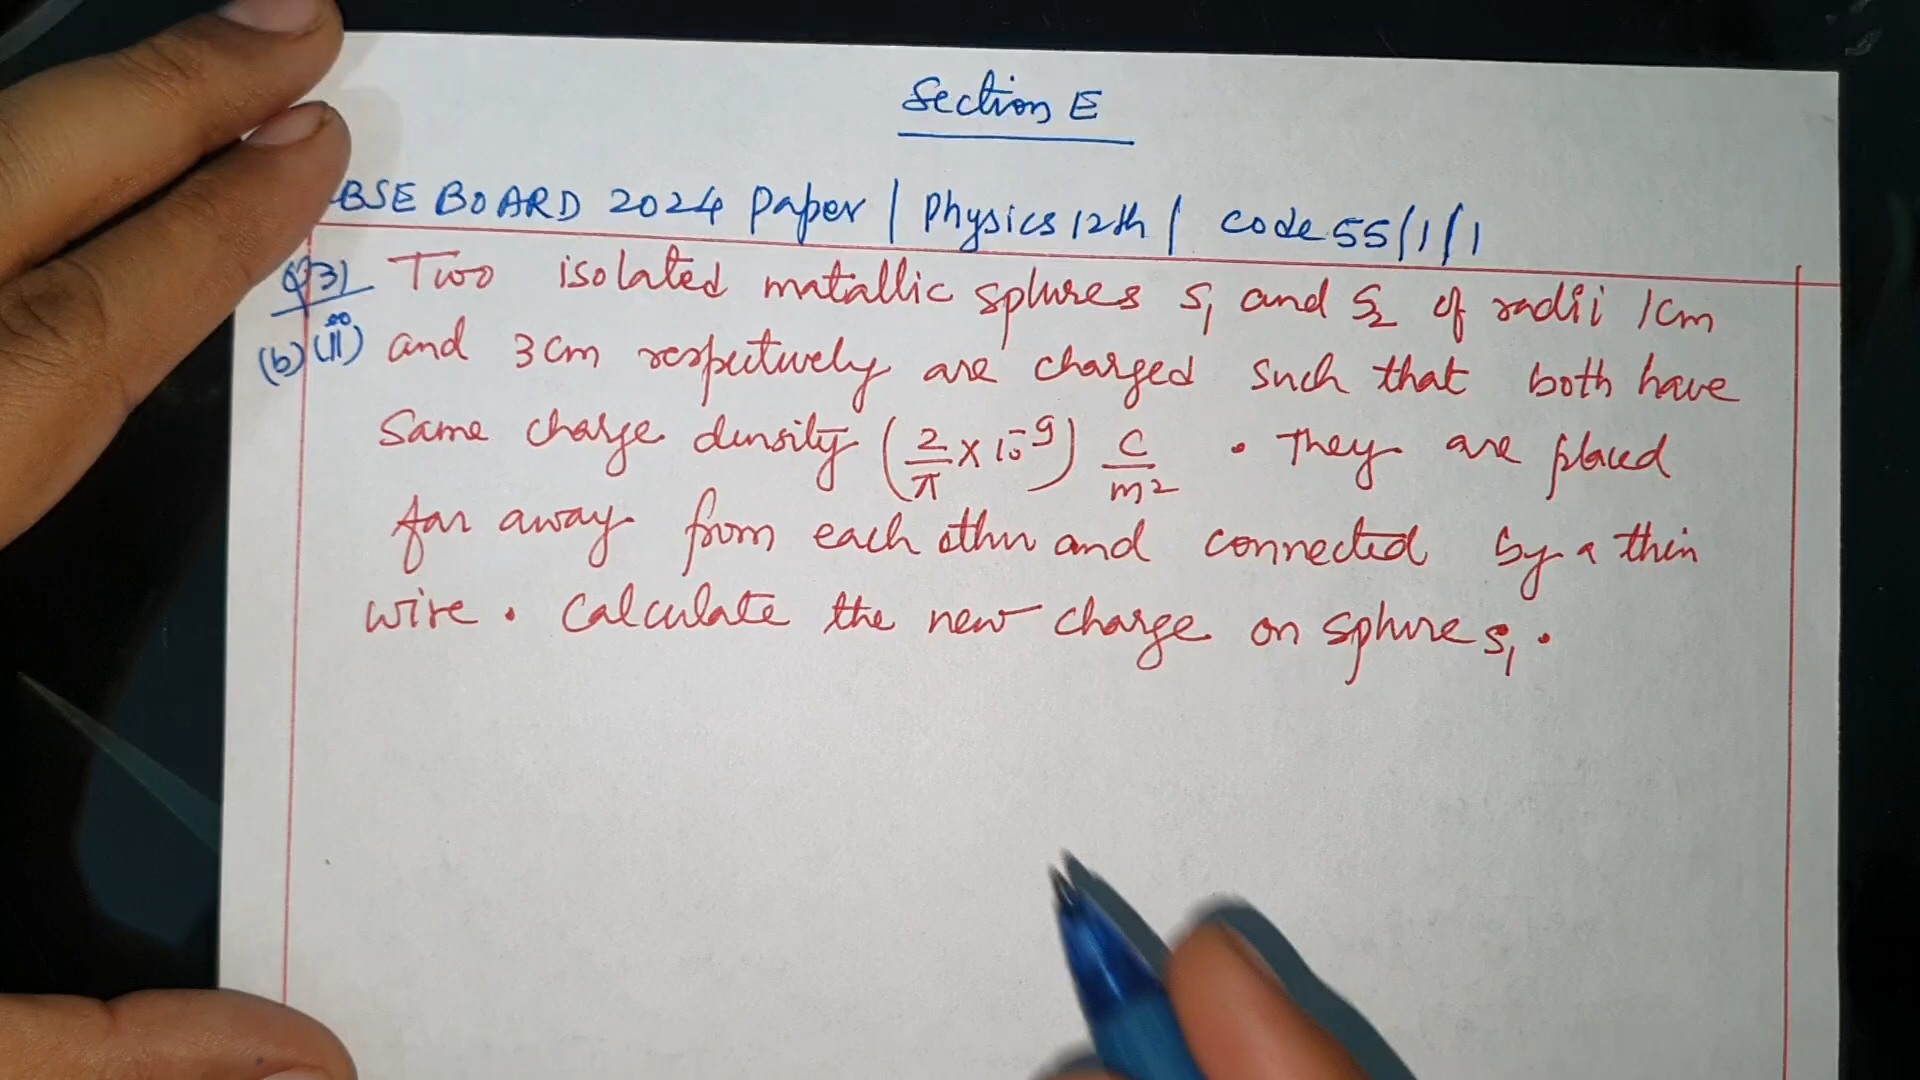 Section E
BSE BOARD 2024 Paper | Physics 12th | Code 55/1/1
Q31 Two isolated matallic spheres S₁ and S₂ of radii 1cm
(b) (ii) and 3cm respectively are charged such that both have
Same charge density (2/π × 10⁻⁹) C/m² . They are placed
far away from each other and connected by a thin
wire. Calculate the new charge on sphere S₁.